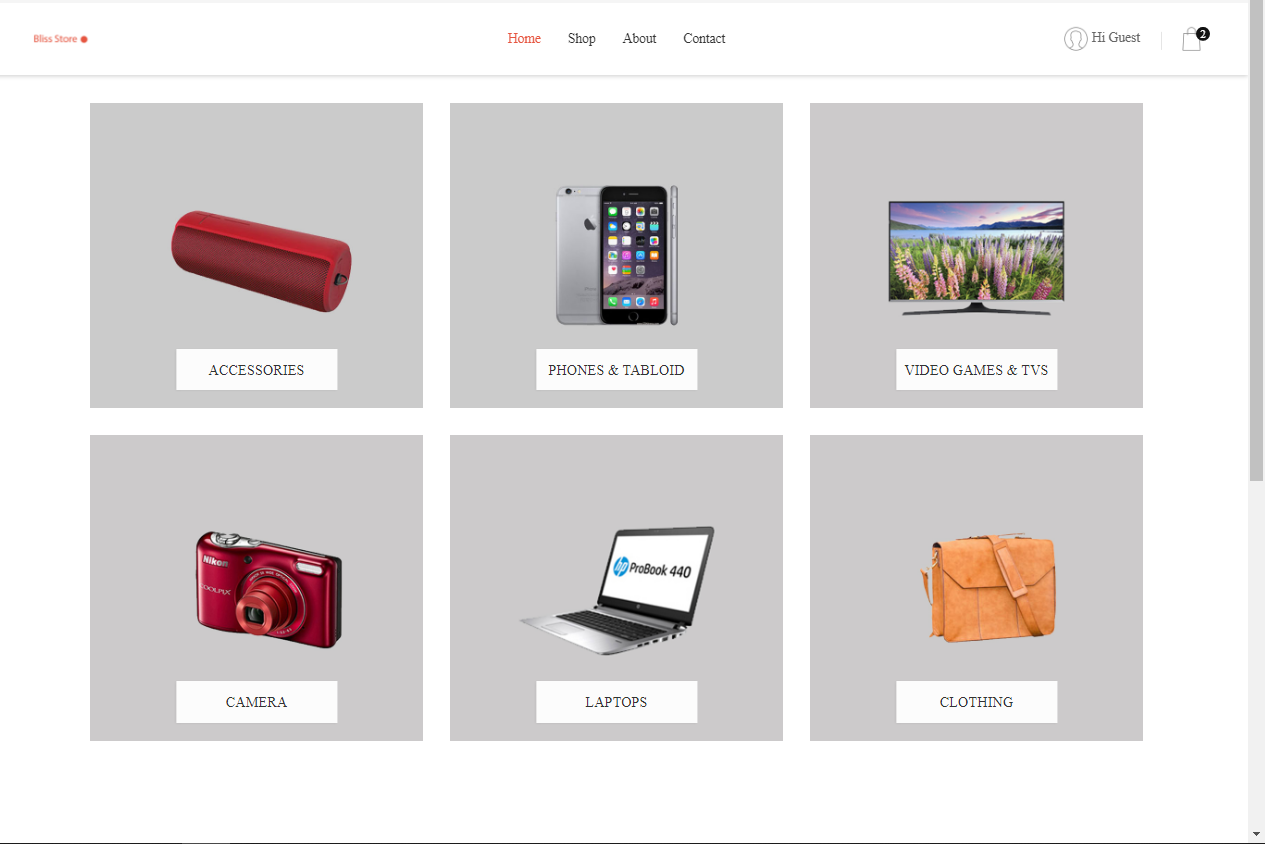 Bliss Store
Home Shop About Contact
Hi Guest
2
ACCESSORIES
PHONES & TABLOID
VIDEO GAMES & TVS
Nikon
COOLPIX
hp ProBook 440
CAMERA
LAPTOPS
CLOTHING